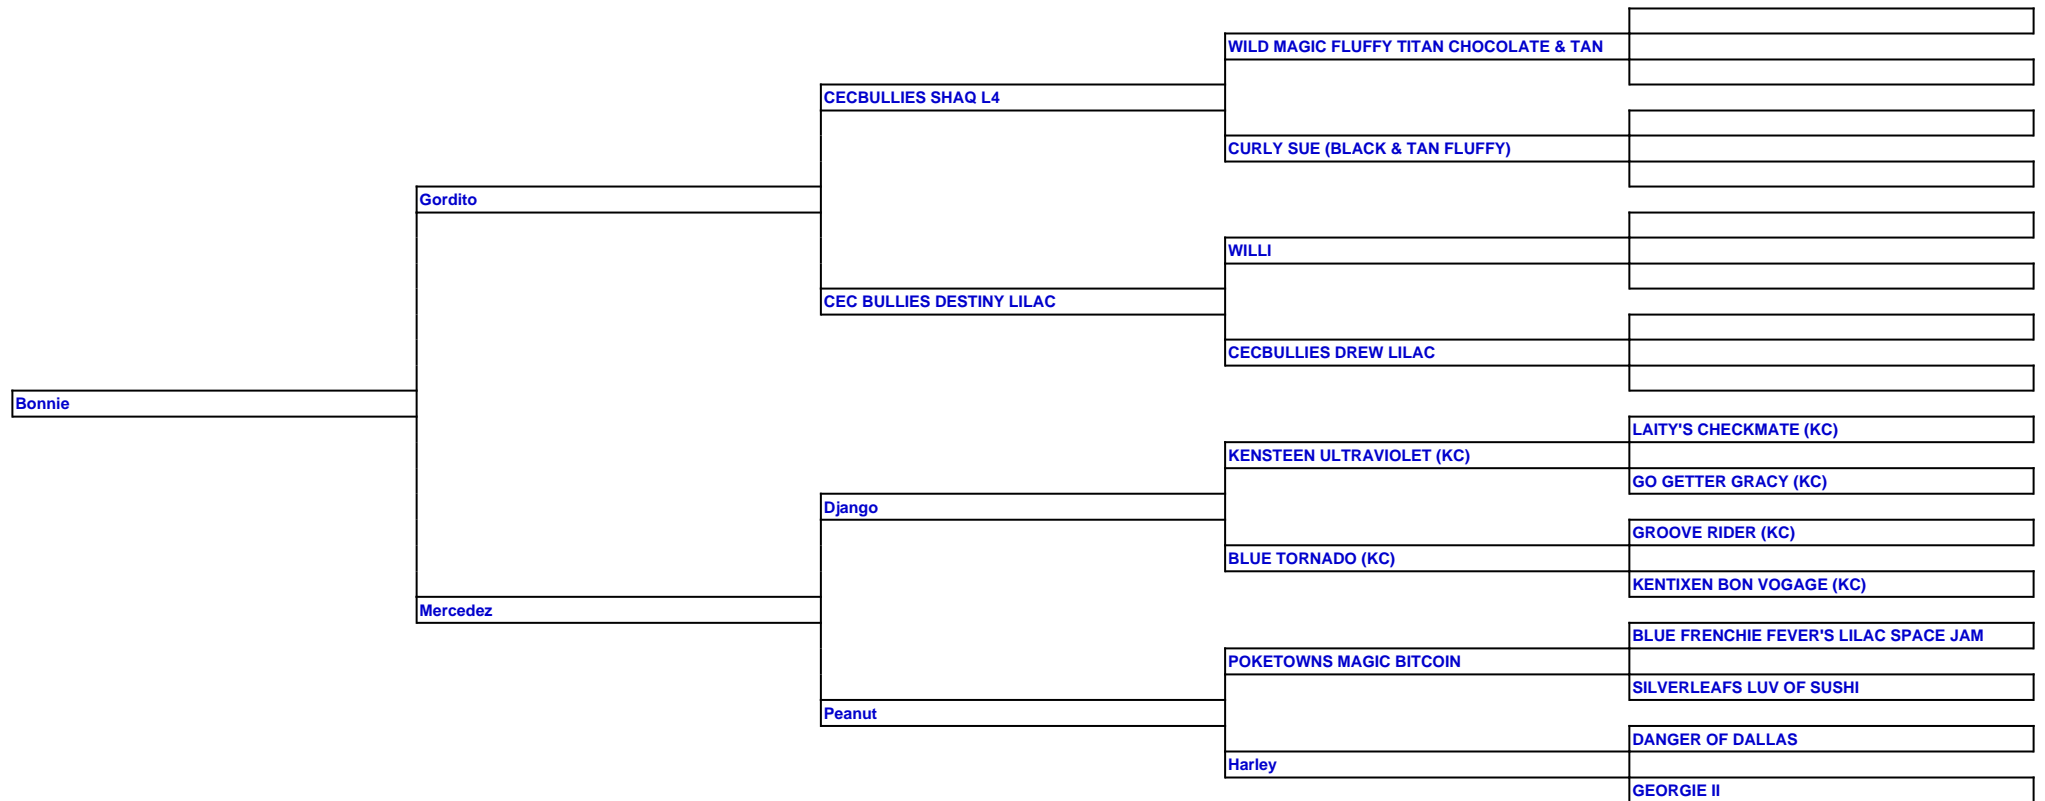 WILD MAGIC FLUFFY TITAN CHOCOLATE & TAN
CECBULLIES SHAQ L4
CURLY SUE (BLACK & TAN FLUFFY)
Gordito
WILLI
CEC BULLIES DESTINY LILAC
CECBULLIES DREW LILAC
Bonnie
LAITY'S CHECKMATE (KC)
KENSTEEN ULTRAVIOLET (KC)
GO GETTER GRACY (KC)
Django
GROOVE RIDER (KC)
BLUE TORNADO (KC)
KENTIXEN BON VOGAGE (KC)
Mercedez
BLUE FRENCHIE FEVER'S LILAC SPACE JAM
POKETOWNS MAGIC BITCOIN
SILVERLEAFS LUV OF SUSHI
Peanut
DANGER OF DALLAS
Harley
GEORGIE II